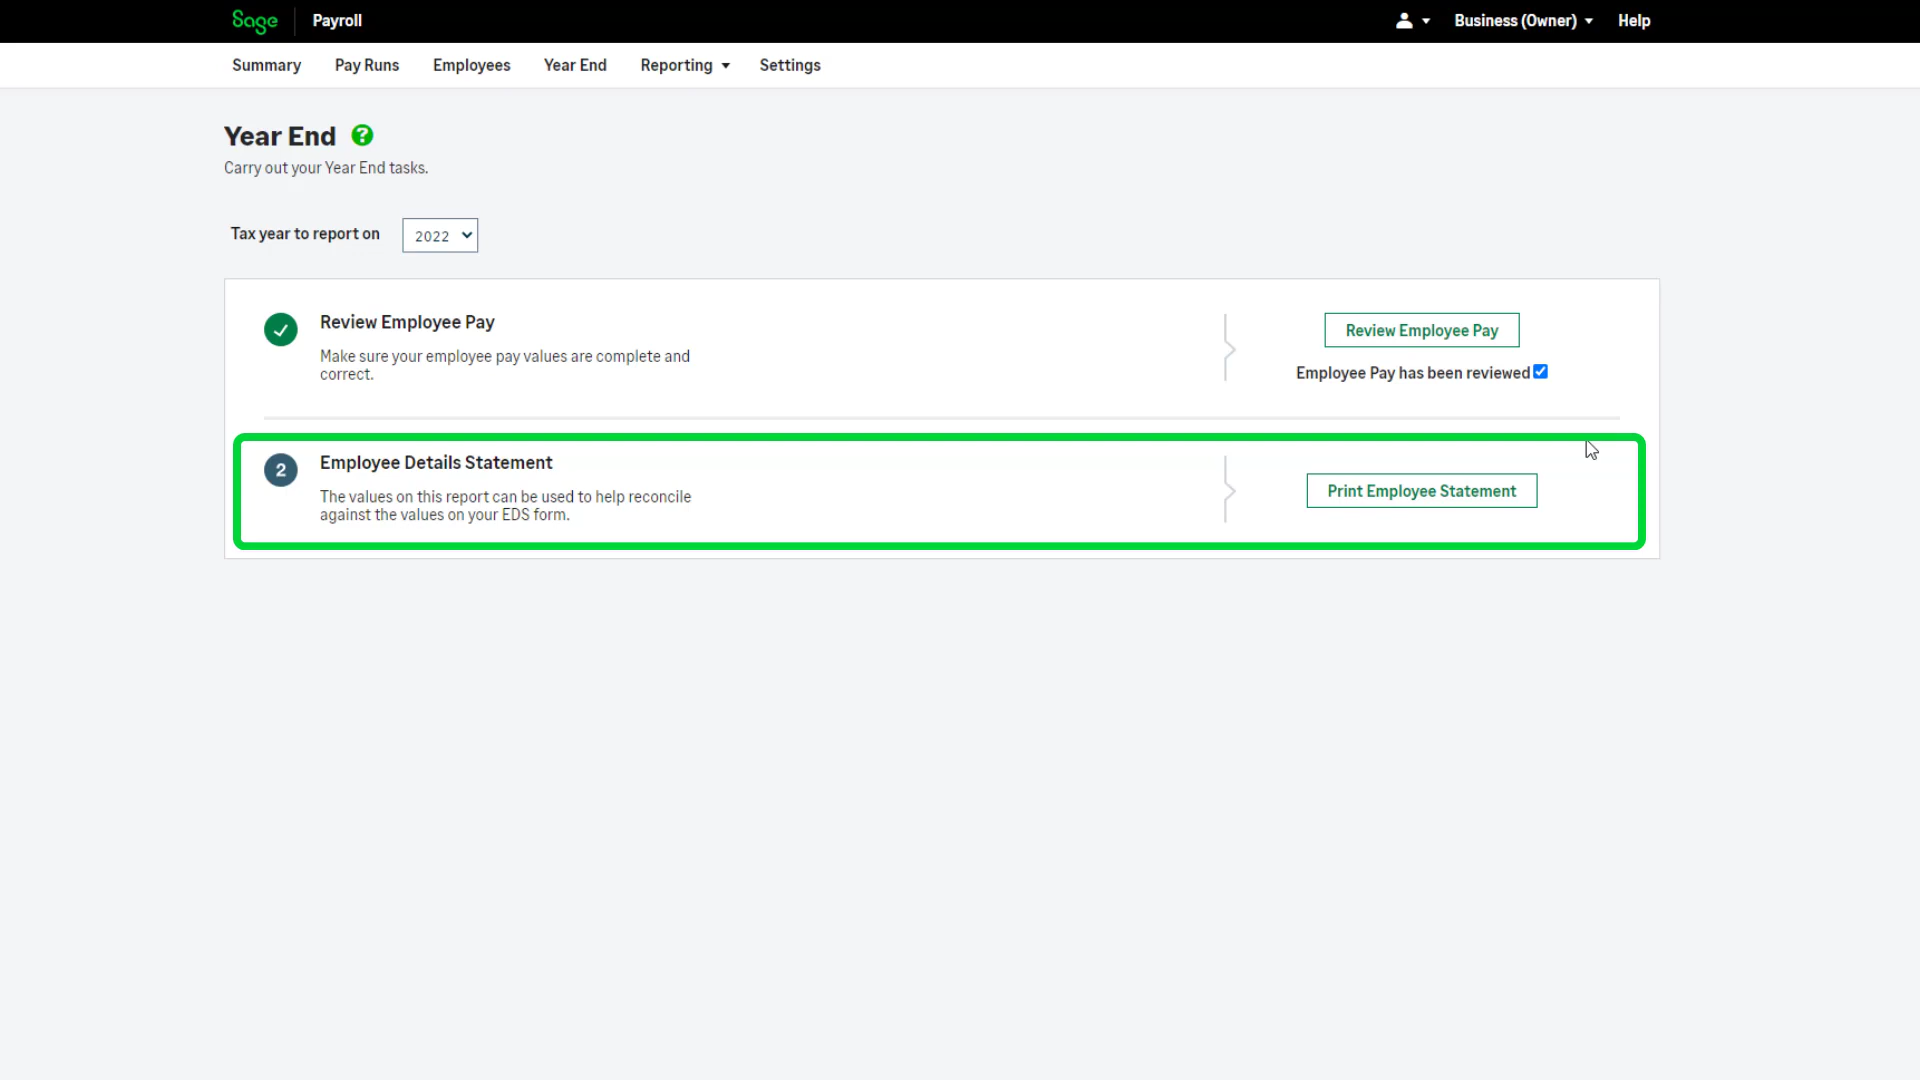 Sage Payroll Business (Owner) Help
Summary Pay Runs Employees Year End Reporting Settings
Year End ?
Carry out your Year End tasks.
Tax year to report on 2022
Review Employee Pay
Make sure your employee pay values are complete and
correct.
Review Employee Pay
Employee Pay has been reviewed
2
Employee Details Statement
The values on this report can be used to help reconcile
against the values on your EDS form.
Print Employee Statement